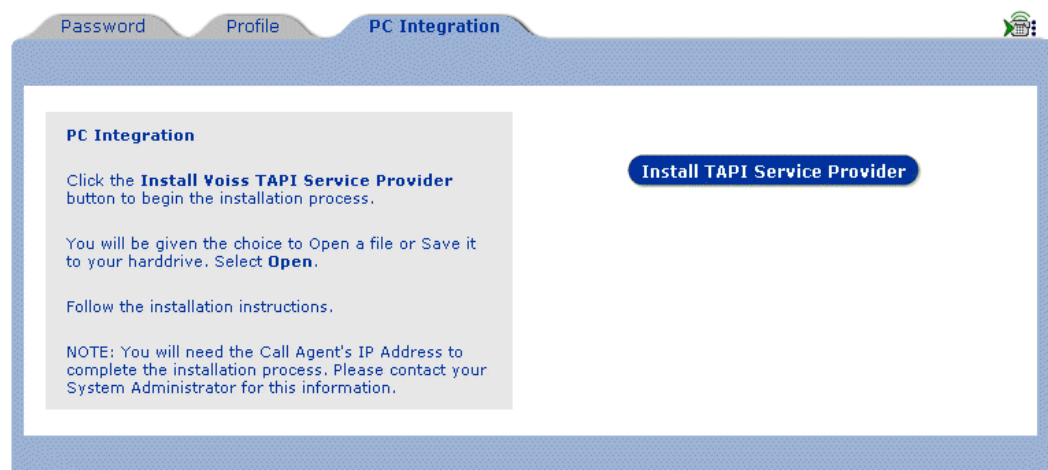 Password
Profile
PC Integration
PC Integration
Click the Install Voiss TAPI Service Provider
button to begin the installation process.
You will be given the choice to Open a file or Save it
to your harddrive. Select Open.
Follow the installation instructions.
NOTE: You will need the Call Agent's IP Address to
complete the installation process. Please contact your
System Administrator for this information.
Install TAPI Service Provider